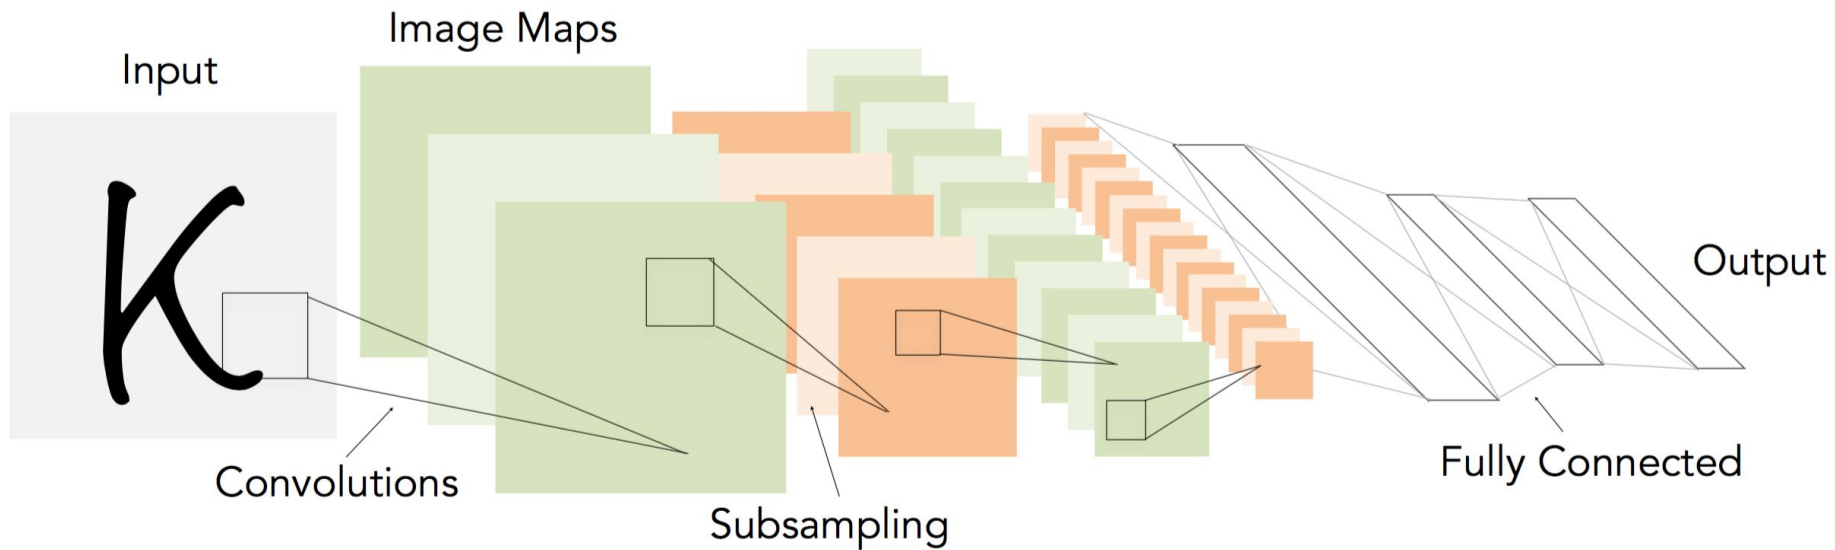 Image Maps
Input
K
Output
Convolutions
Fully Connected
Subsampling